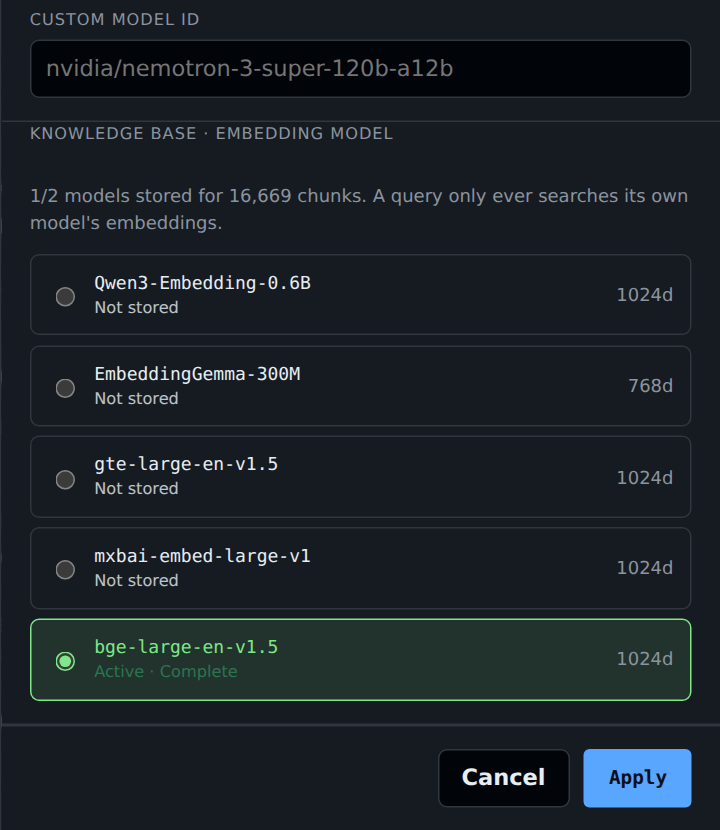 CUSTOM MODEL ID
nvidia/nemotron-3-super-120b-a12b
KNOWLEDGE BASE · EMBEDDING MODEL
1/2 models stored for 16,669 chunks. A query only ever searches its own
model's embeddings.
Qwen3-Embedding-0.6B
Not stored
1024d
EmbeddingGemma-300M
Not stored
768d
gte-large-en-v1.5
Not stored
1024d
mxbai-embed-large-v1
Not stored
1024d
bge-large-en-v1.5
Active · Complete
1024d
Cancel
Apply